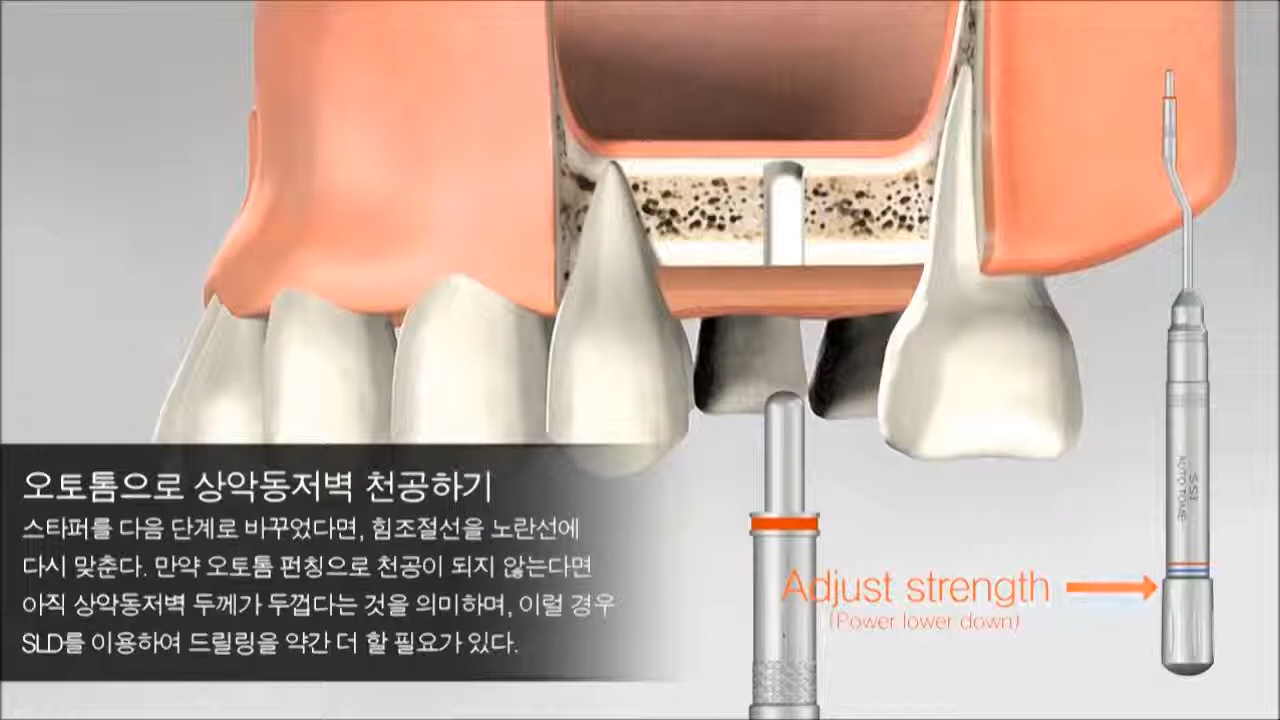 오토톰으로 상악동저벽 천공하기
스타퍼를 다음 단계로 바꾸었다면, 힘조절선을 노란선에
다시 맞춘다. 만약 오토톰 펀칭으로 천공이 되지 않는다면
아직 상악동저벽 두께가 두껍다는 것을 의미하며, 이럴 경우
SLD를 이용하여 드릴링을 약간 더 할 필요가 있다.
Adjust strength
(Power lower down)
SSI
AUTO TOME